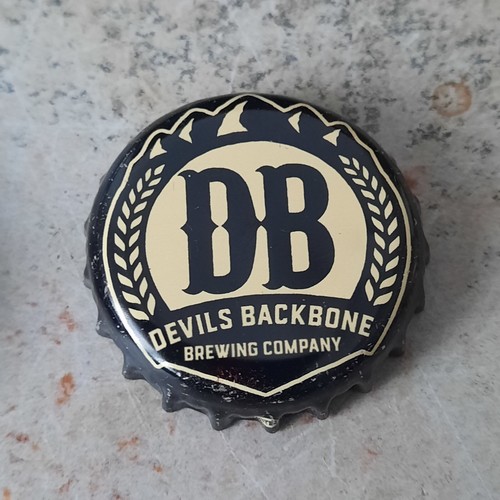 DB
DEVILS BACKBONE
BREWING COMPANY